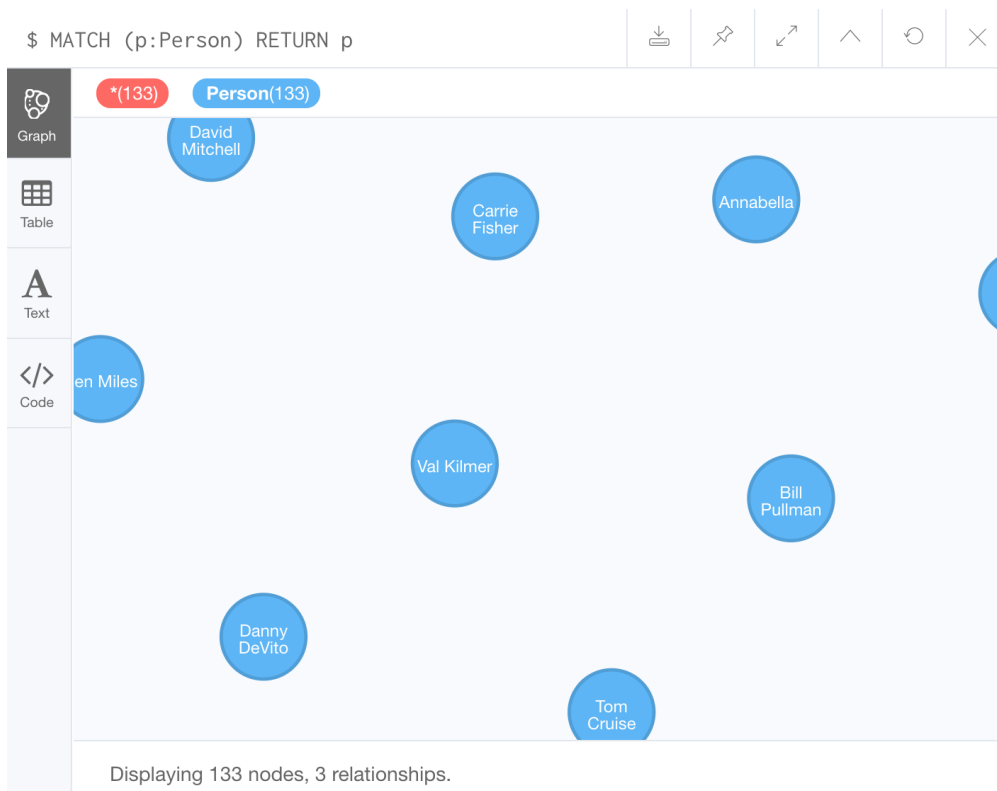 $ MATCH (p:Person) RETURN p
*(133) Person(133)
Graph
Table
Text
Code
David
Mitchell
Carrie
Fisher
Annabella
en Miles
Val Kilmer
Bill
Pullman
Danny
DeVito
Tom
Cruise
Displaying 133 nodes, 3 relationships.